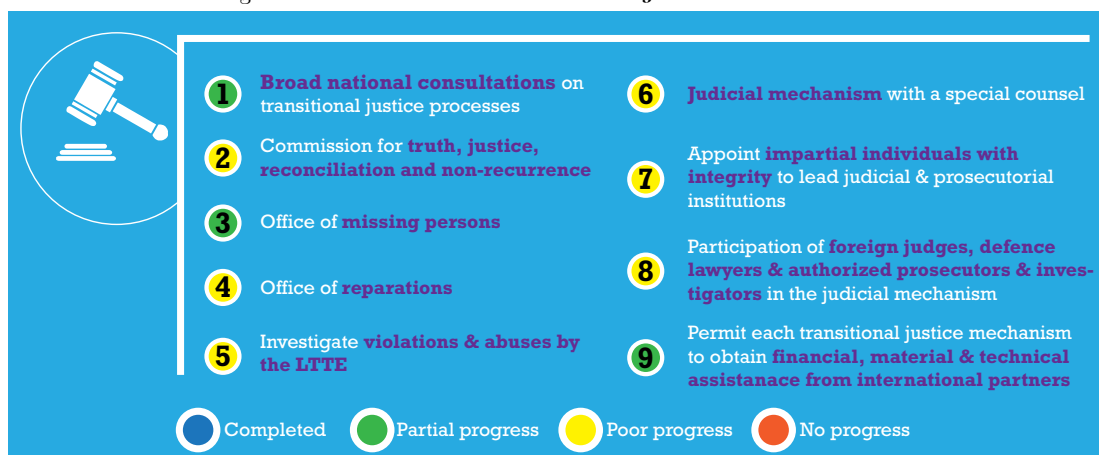 1 Broad national consultations on
transitional justice processes
2 Commission for truth, justice,
reconciliation and non-recurrence
3 Office of missing persons
4 Office of reparations
5 Investigate violations & abuses by
the LTTE
6 Judicial mechanism with a special counsel
7 Appoint impartial individuals with
integrity to lead judicial & prosecutorial
institutions
8 Participation of foreign judges, defence
lawyers & authorized prosecutors & inves-
tigators in the judicial mechanism
9 Permit each transitional justice mechanism
to obtain financial, material & technical
assistanace from international partners
Completed Partial progress Poor progress No progress